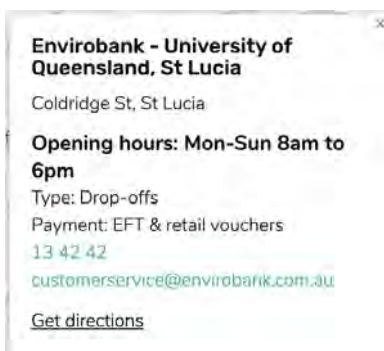 Envirobank - University of
Queensland, St Lucia
Coldridge St, St Lucia
Opening hours: Mon-Sun 8am to
6pm
Type: Drop-offs
Payment: EFT & retail vouchers
13 42 42
customerservice@envirobank.com.au
Get directions